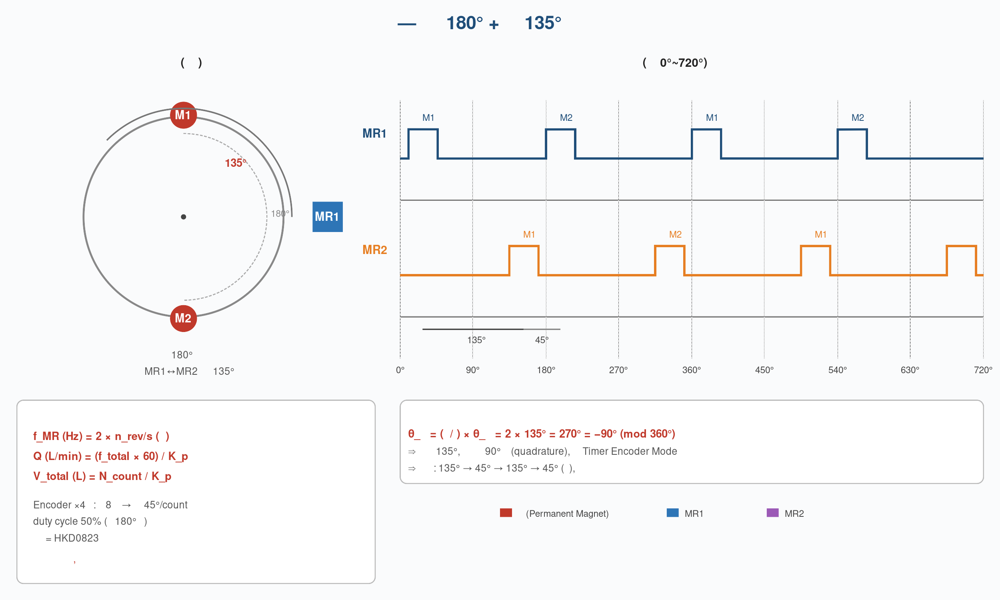 — 180° + 135°
( )
( 0°~720°)
M1
135°
180°
MR1
M2
180°
MR1↔MR2 135°
M1 M2 M1 M2
MR1
M1 M2 M1
MR2
135° 45°
0° 90° 180° 270° 360° 450° 540° 630° 720°
f_MR (Hz) = 2 × n_rev/s ( )
Q (L/min) = (f_total × 60) / K_p
V_total (L) = N_count / K_p
Encoder ×4 : 8 → 45°/count
duty cycle 50% ( 180° )
= HKD0823
,
θ_ = ( / ) × θ_ = 2 × 135° = 270° = −90° (mod 360°)
⇒ 135°, 90° (quadrature), Timer Encoder Mode
⇒ : 135° → 45° → 135° → 45° ( ),
(Permanent Magnet) MR1 MR2